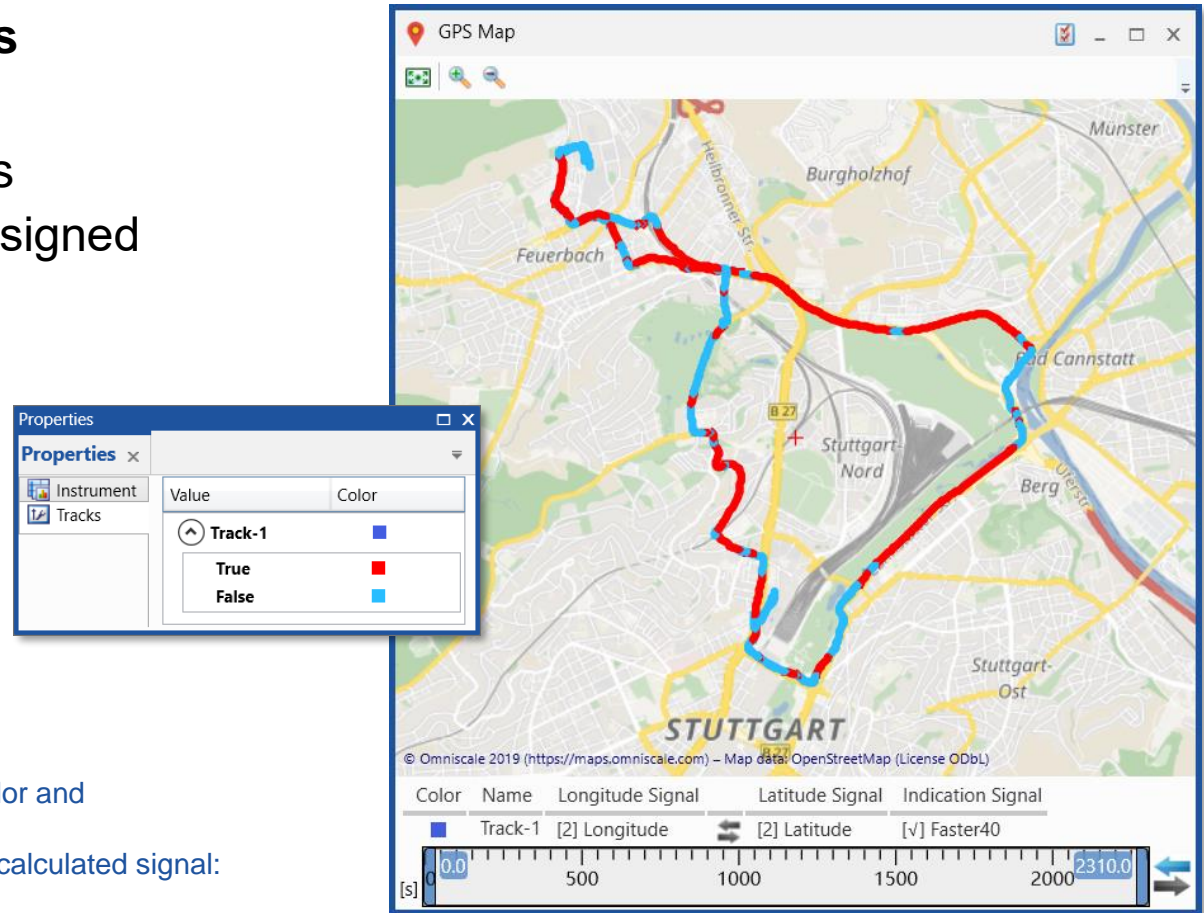 s
s
signed
lor and
calculated signal:
Properties
Properties
Instrument
Tracks
Value Color
Track-1
True
False
GPS Map
Münster
Burgholzhof
Heilbronner Str.
Feuerbach
Bad Cannstatt
B 27
Stuttgart-
Nord
Berg
Uferstr.
Stuttgart-
Ost
STUTTGART
B 27
© Omniscale 2019 (https://maps.omniscale.com) – Map data: OpenStreetMap (License ODbL)
Color Name Longitude Signal Latitude Signal Indication Signal
Track-1 [2] Longitude [2] Latitude [√] Faster40
[s] 0 0.0 500 1000 1500 2000 2310.0